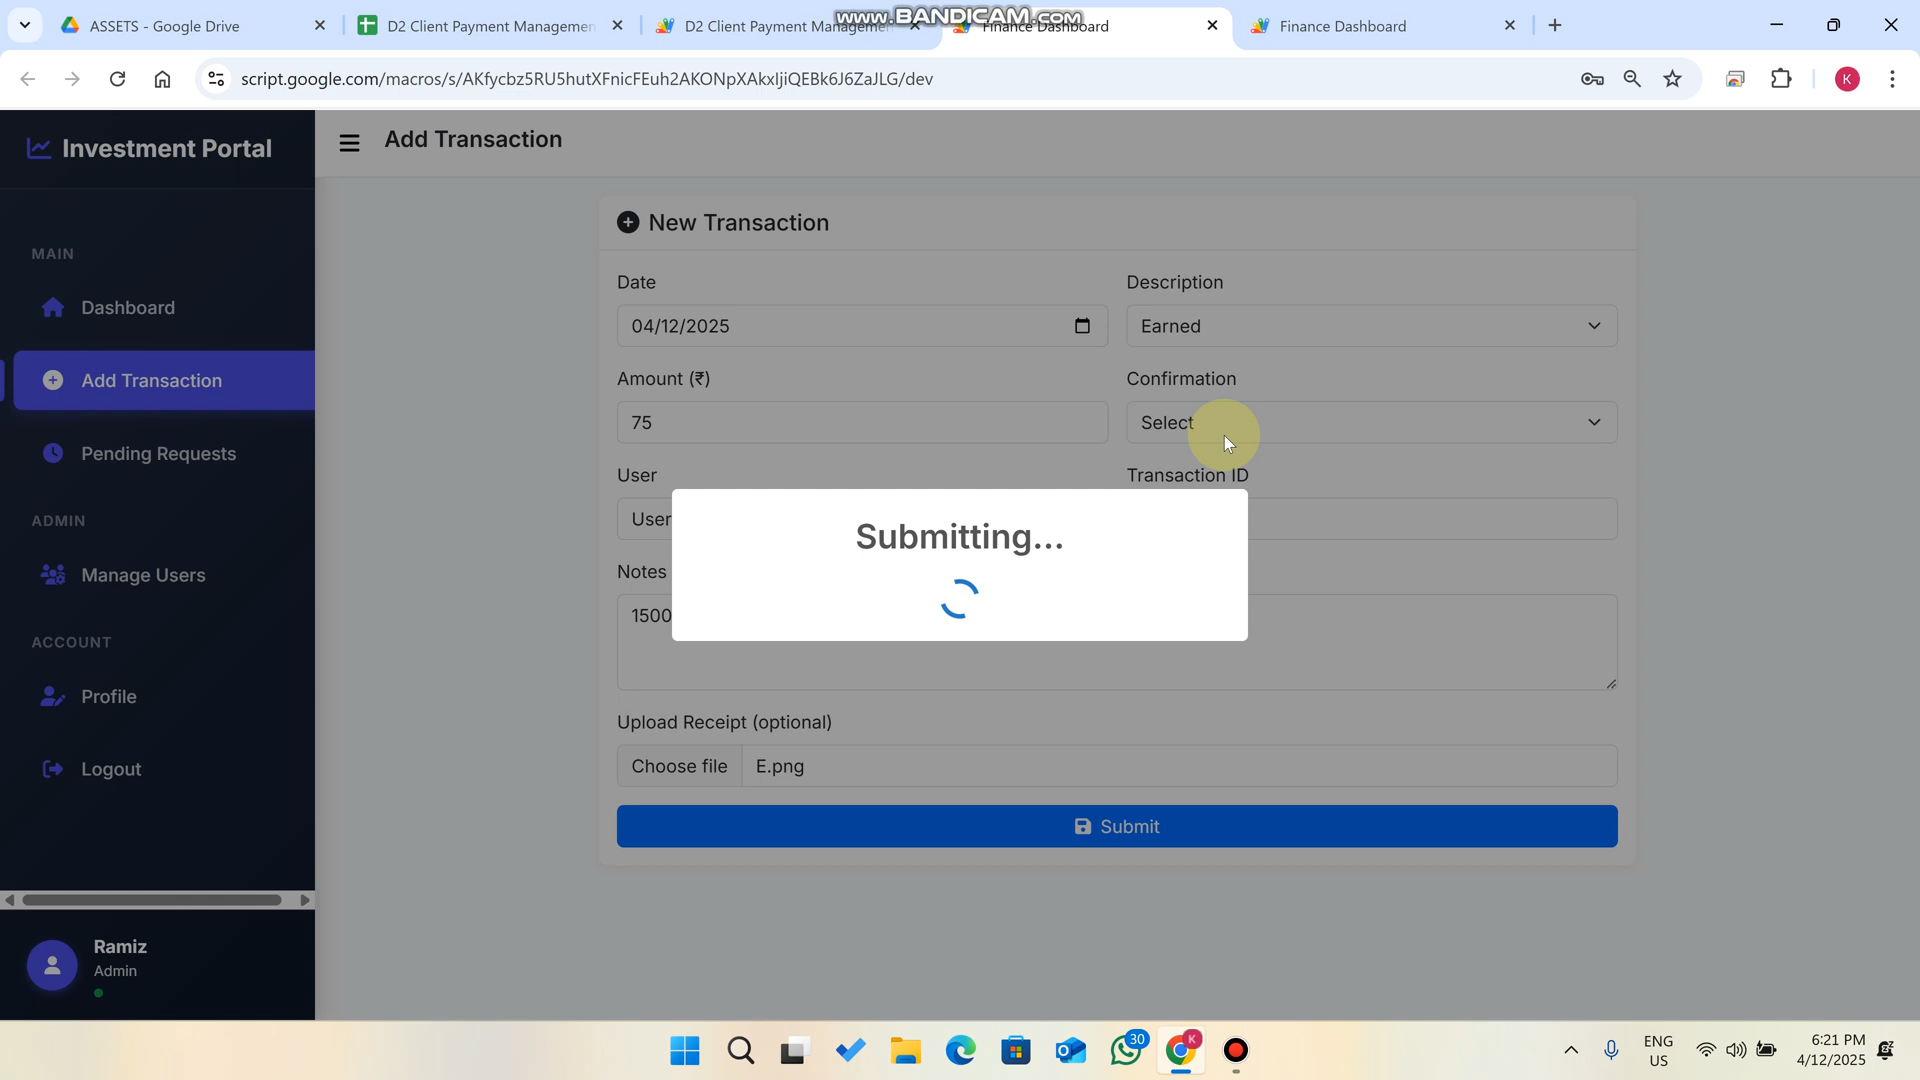 ASSETS - Google Drive
D2 Client Payment Managemen
D2 Client Payment Manageme
www.BANDICAM.com
Finance Dashboard
Finance Dashboard
script.google.com/macros/s/AKfycbz5RU5hutXFnicFEuh2AKONpXAkxIjiQEBk6J6ZaJLG/dev
K
Investment Portal
Add Transaction
MAIN
Dashboard
Add Transaction
Pending Requests
ADMIN
Manage Users
ACCOUNT
Profile
Logout
Ramiz
Admin
New Transaction
Date
Description
04/12/2025
Earned
Amount (₹)
Confirmation
75
Select
User
Transaction ID
User
Submitting...
Notes
1500
Upload Receipt (optional)
Choose file
E.png
Submit
30
K
ENG
US
6:21 PM
4/12/2025